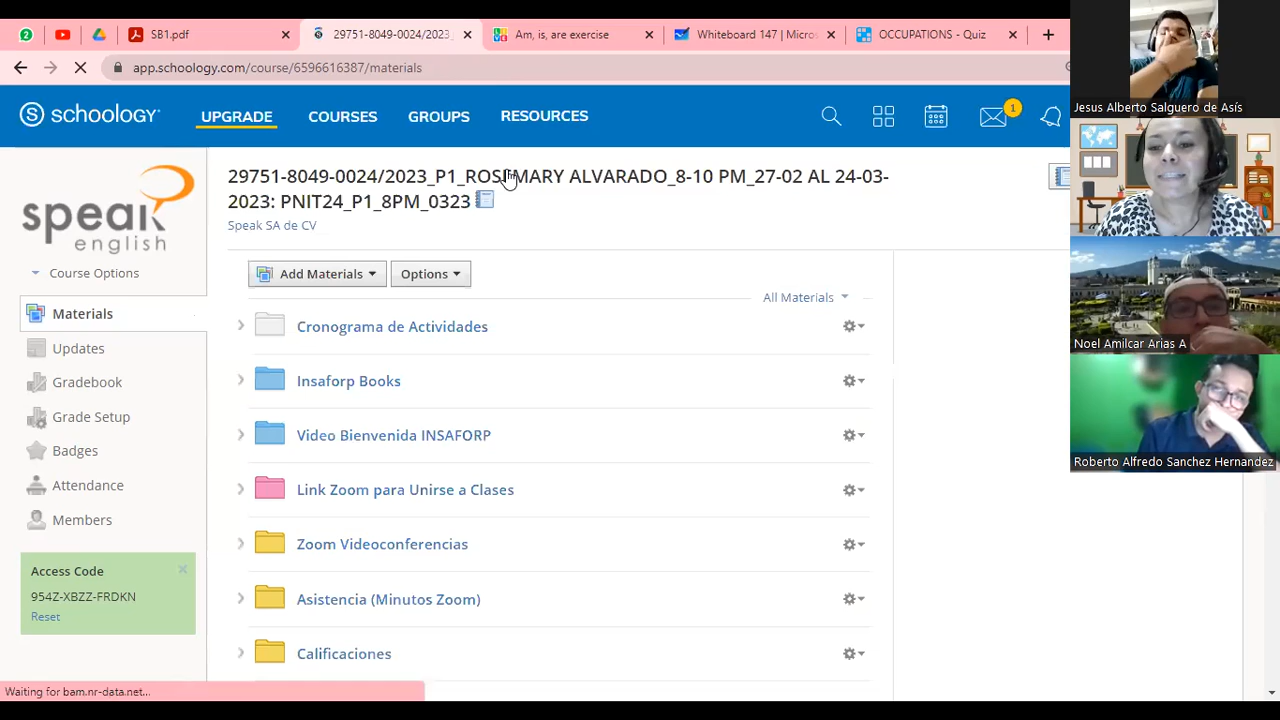 SB1.pdf
29751-8049-0024/2023_
Am, is, are exercise
Whiteboard 147 | Micros
OCCUPATIONS - Quiz
app.schoology.com/course/6596616387/materials
schoology
UPGRADE
COURSES
GROUPS
RESOURCES
1
speak
english
29751-8049-0024/2023_P1_ROSEMARY ALVARADO_8-10 PM_27-02 AL 24-03-
2023: PNIT24_P1_8PM_0323
Speak SA de CV
Course Options
Materials
Updates
Gradebook
Grade Setup
Badges
Attendance
Members
Access Code
954Z-XBZZ-FRDKN
Reset
Add Materials
Options
All Materials
Cronograma de Actividades
Insaforp Books
Video Bienvenida INSAFORP
Link Zoom para Unirse a Clases
Zoom Videoconferencias
Asistencia (Minutos Zoom)
Calificaciones
Waiting for bam.nr-data.net...
Jesus Alberto Salguero de Asís
Noel Amilcar Arias A
Roberto Alfredo Sanchez Hernandez